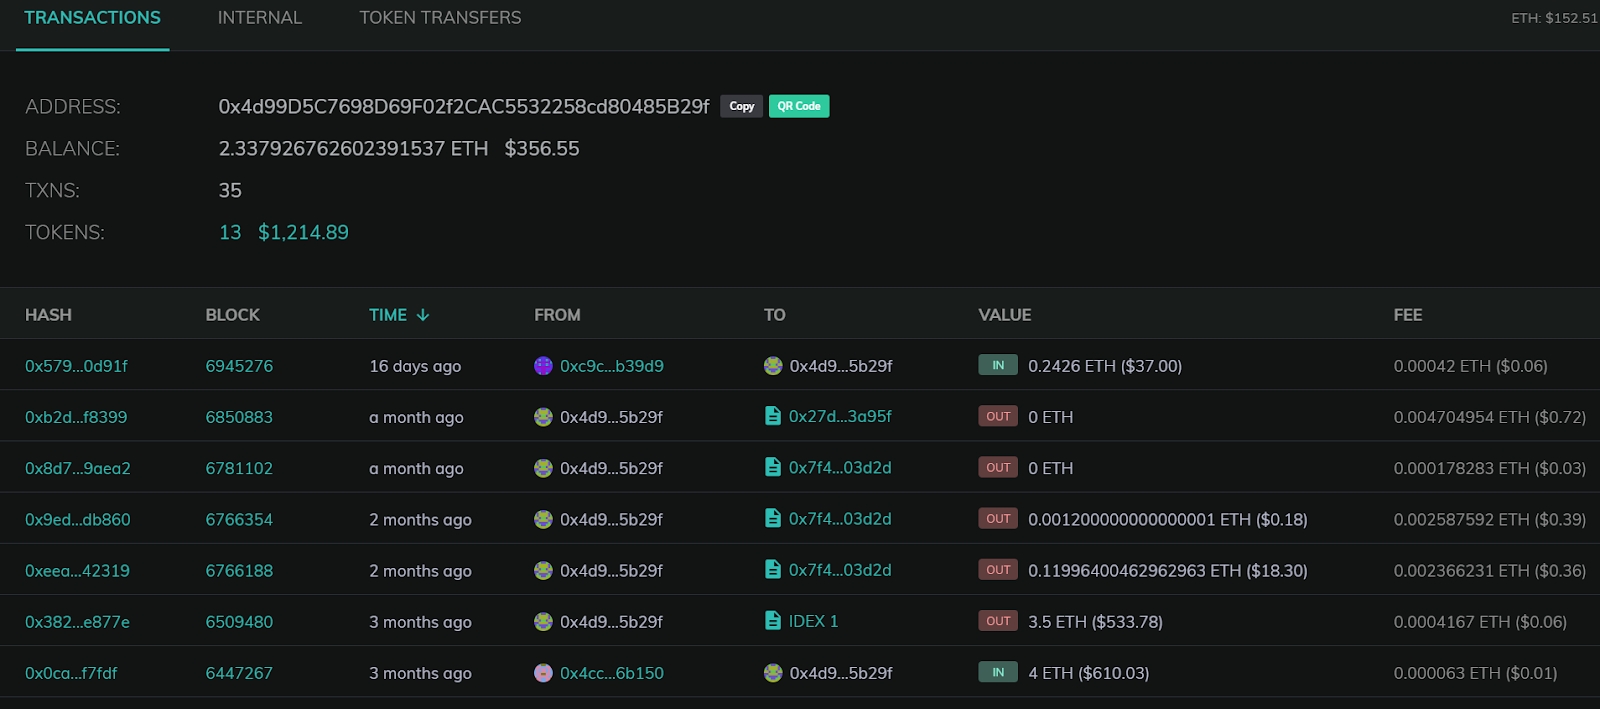 TRANSACTIONS INTERNAL TOKEN TRANSFERS ETH: $152.51
ADDRESS: 0x4d99D5C7698D69F02f2CAC5532258cd80485B29f Copy QR Code
BALANCE: 2.337926762602391537 ETH $356.55
TXNS: 35
TOKENS: 13 $1,214.89
HASH BLOCK TIME ↓ FROM TO VALUE FEE
0x579...0d91f 6945276 16 days ago 0xc9c...b39d9 0x4d9...5b29f IN 0.2426 ETH ($37.00) 0.00042 ETH ($0.06)
0xb2d...f8399 6850883 a month ago 0x4d9...5b29f 0x27d...3a95f OUT 0 ETH 0.004704954 ETH ($0.72)
0x8d7...9aea2 6781102 a month ago 0x4d9...5b29f 0x7f4...03d2d OUT 0 ETH 0.000178283 ETH ($0.03)
0x9ed...db860 6766354 2 months ago 0x4d9...5b29f 0x7f4...03d2d OUT 0.001200000000000001 ETH ($0.18) 0.002587592 ETH ($0.39)
0xeea...42319 6766188 2 months ago 0x4d9...5b29f 0x7f4...03d2d OUT 0.11996400462962963 ETH ($18.30) 0.002366231 ETH ($0.36)
0x382...e877e 6509480 3 months ago 0x4d9...5b29f IDEX 1 OUT 3.5 ETH ($533.78) 0.0004167 ETH ($0.06)
0x0ca...f7fdf 6447267 3 months ago 0x4cc...6b150 0x4d9...5b29f IN 4 ETH ($610.03) 0.000063 ETH ($0.01)